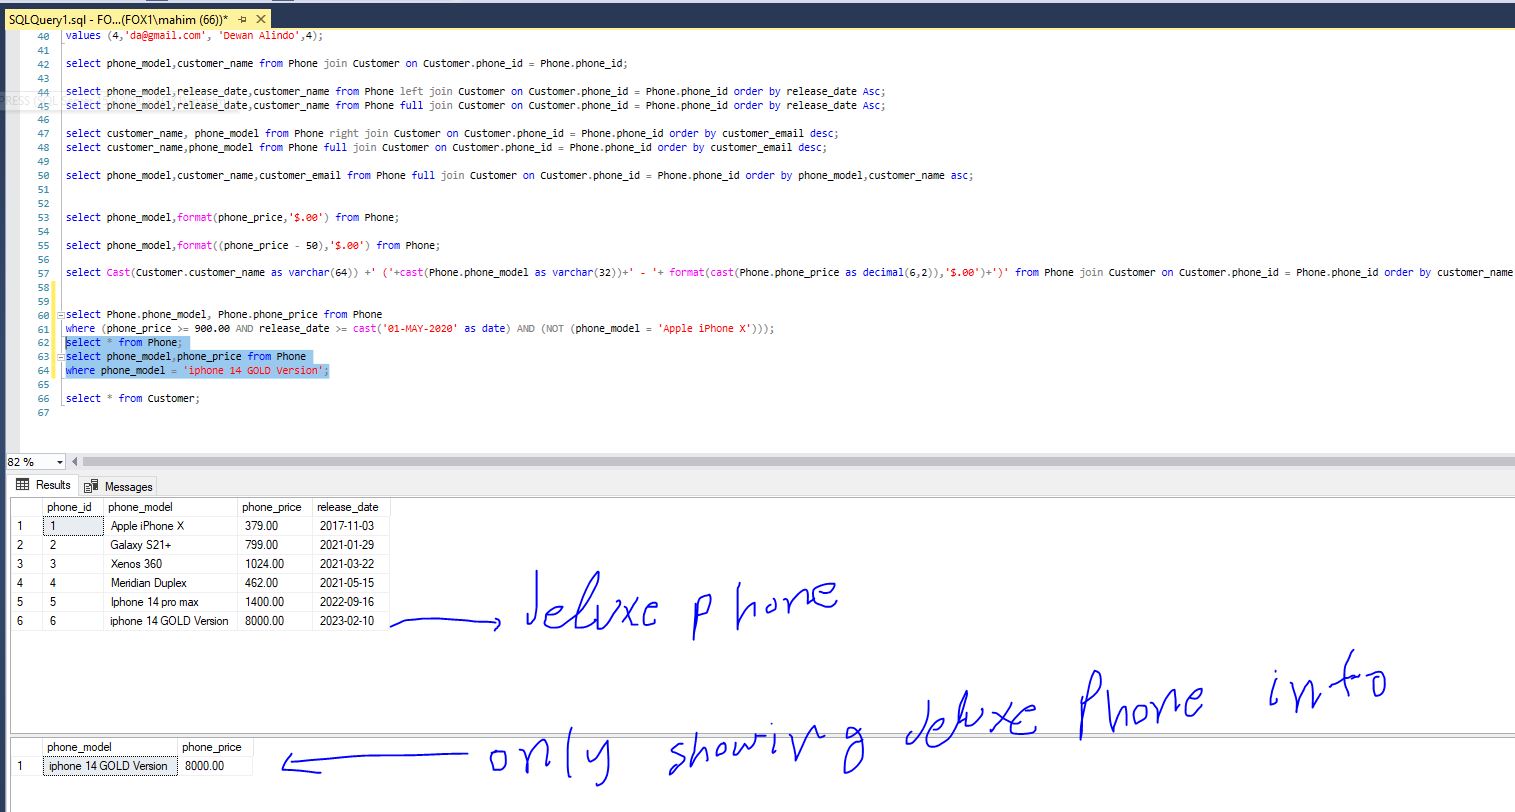 SQLQuery1.sql - FO...(FOX1\mahim (66))*
40 values (4,'da@gmail.com', 'Dewan Alindo',4);
41
42 select phone_model,customer_name from Phone join Customer on Customer.phone_id = Phone.phone_id;
43
44 select phone_model,release_date,customer_name from Phone left join Customer on Customer.phone_id = Phone.phone_id order by release_date Asc;
45 select phone_model,release_date,customer_name from Phone full join Customer on Customer.phone_id = Phone.phone_id order by release_date Asc;
46
47 select customer_name, phone_model from Phone right join Customer on Customer.phone_id = Phone.phone_id order by customer_email desc;
48 select customer_name,phone_model from Phone full join Customer on Customer.phone_id = Phone.phone_id order by customer_email desc;
49
50 select phone_model,customer_name,customer_email from Phone full join Customer on Customer.phone_id = Phone.phone_id order by phone_model,customer_name asc;
51
52
53 select phone_model,format(phone_price,'$.00') from Phone;
54
55 select phone_model,format((phone_price - 50),'$.00') from Phone;
56
57 select Cast(Customer.customer_name as varchar(64)) +' ('+cast(Phone.phone_model as varchar(32))+' - '+ format(cast(Phone.phone_price as decimal(6,2)),'$.00')+')' from Phone join Customer on Customer.phone_id = Phone.phone_id order by customer_name
58
59
60 select Phone.phone_model, Phone.phone_price from Phone
61 where (phone_price >= 900.00 AND release_date >= cast('01-MAY-2020' as date) AND (NOT (phone_model = 'Apple iPhone X')));
62 select * from Phone;
63 select phone_model,phone_price from Phone
64 where phone_model = 'iphone 14 GOLD Version';
65
66 select * from Customer;
67
82 %
Results Messages
phone_id phone_model phone_price release_date
1 1 Apple iPhone X 379.00 2017-11-03
2 2 Galaxy S21+ 799.00 2021-01-29
3 3 Xenos 360 1024.00 2021-03-22
4 4 Meridian Duplex 462.00 2021-05-15
5 5 Iphone 14 pro max 1400.00 2022-09-16
6 6 iphone 14 GOLD Version 8000.00 2023-02-10
deluxe phone
only showing deluxe Phone info
phone_model phone_price
1 iphone 14 GOLD Version 8000.00